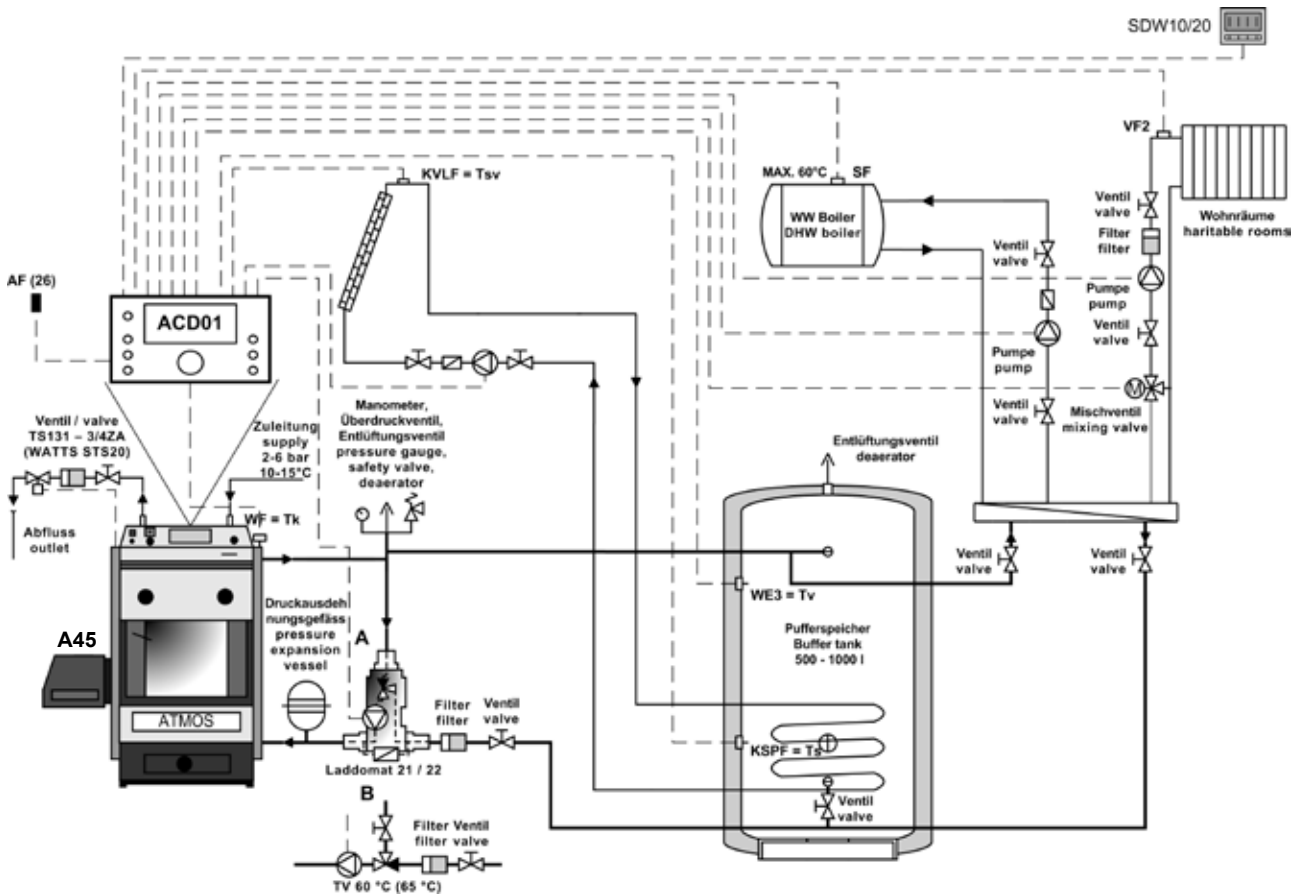 SDW10/20
VF2
KVLF = Tsv
MAX. 60°C SF
WW Boiler
DHW boiler
Ventil
valve
Filter
filter
Pumpe
pump
Ventil
valve
Mischventil
mixing valve
Wohnräume
haritable rooms
Ventil
valve
Pumpe
pump
Ventil
valve
AF (26)
ACD01
Ventil / valve
TS131 – 3/4ZA
(WATTS STS20)
Zuleitung
supply
2-6 bar
10-15°C
Manometer,
Überdruckventil,
Entlüftungsventil
pressure gauge,
safety valve,
deaerator
Entlüftungsventil
deaerator
M
Abfluss
outlet
WF = Tk
Ventil
valve
Ventil
valve
WE3 = Tv
Druckausdeh
nungsgefäss
pressure
expansion
vessel
A
Pufferspeicher
Buffer tank
500 - 1000 l
A45
ATMOS
Filter
filter
Ventil
valve
KSPF = Ts
Laddomat 21 / 22
Ventil
valve
B
Filter Ventil
filter valve
TV 60 °C (65 °C)